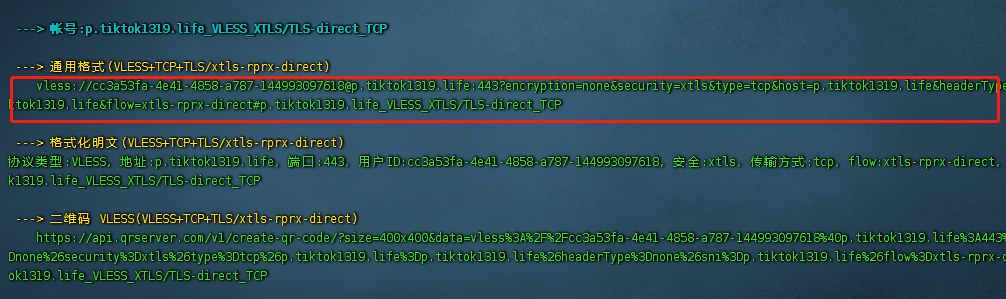 ---> 帐号:p.tiktok1319.life_VLESS_XTLS/TLS-direct_TCP
---> 通用格式(VLESS+TCP+TLS/xtls-rprx-direct)
vless://cc3a53fa-4e41-4858-a787-144993097618@p.tiktok1319.life:443?encryption=none&security=xtls&type=tcp&host=p.tiktok1319.life&headerType
ktok1319.life&flow=xtls-rprx-direct#p.tiktok1319.life_VLESS_XTLS/TLS-direct_TCP
---> 格式化明文(VLESS+TCP+TLS/xtls-rprx-direct)
协议类型:VLESS, 地址:p.tiktok1319.life, 端口:443, 用户ID:cc3a53fa-4e41-4858-a787-144993097618, 安全:xtls, 传输方式:tcp, flow:xtls-rprx-direct,
k1319.life_VLESS_XTLS/TLS-direct_TCP
---> 二维码 VLESS(VLESS+TCP+TLS/xtls-rprx-direct)
https://api.qrserver.com/v1/create-qr-code/?size=400x400&data=vless%3A%2F%2Fcc3a53fa-4e41-4858-a787-144993097618%40p.tiktok1319.life%3A443%
Dnone%26security%3Dxtls%26type%3Dtcp%26p.tiktok1319.life%3Dp.tiktok1319.life%26headerType%3Dnone%26sni%3Dp.tiktok1319.life%26flow%3Dxtls-rprx-d
ok1319.life_VLESS_XTLS/TLS-direct_TCP